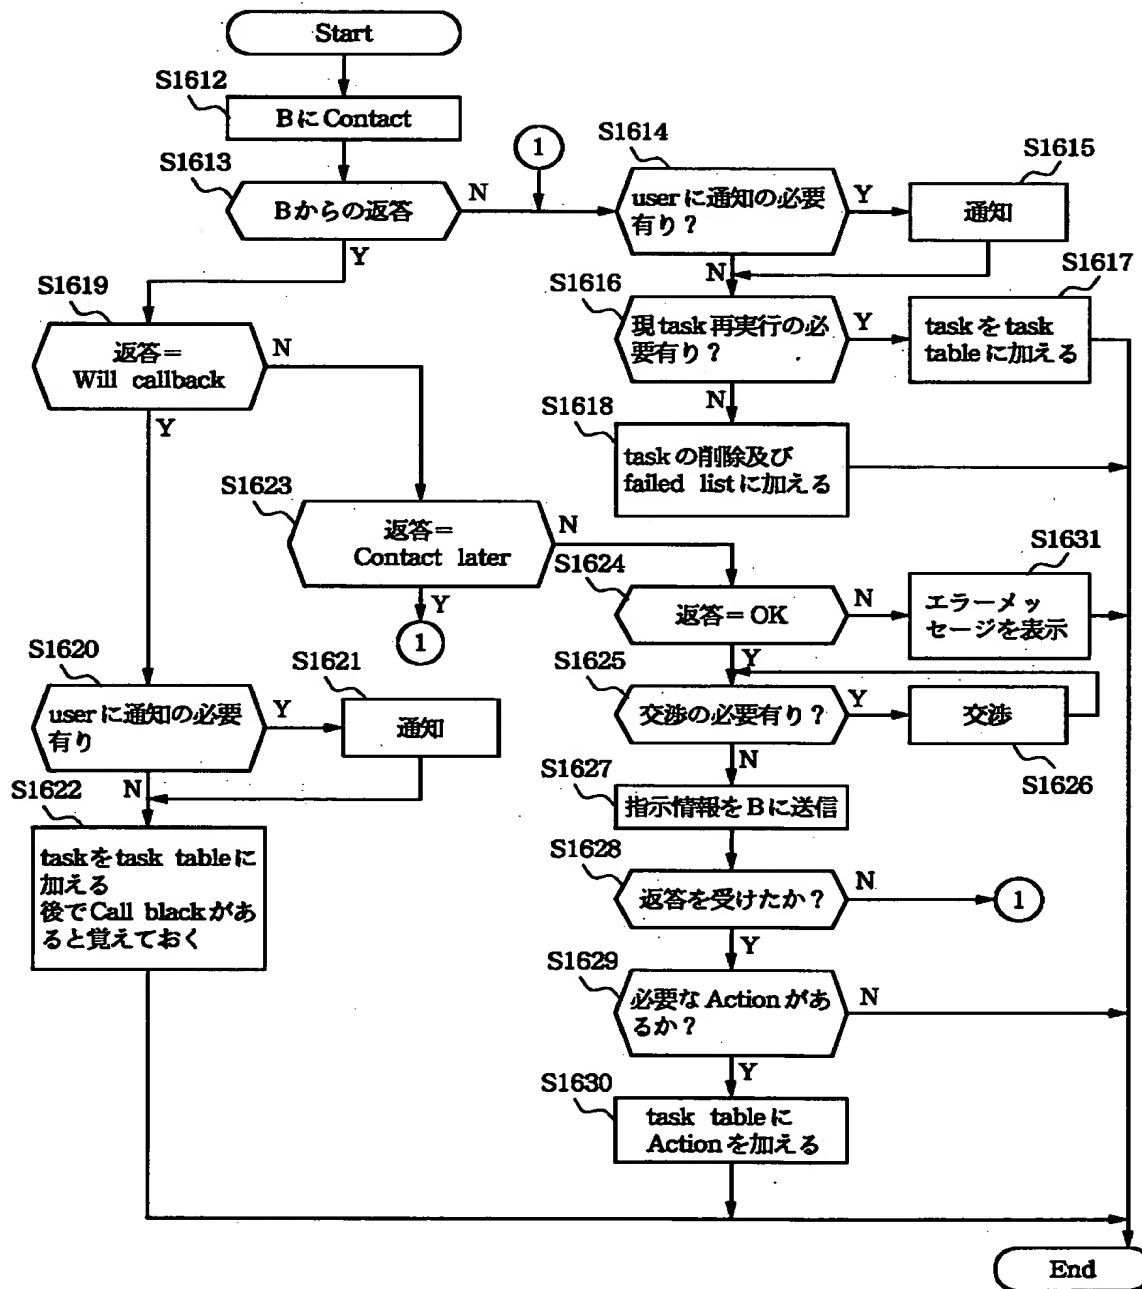 Start
S1612
BにContact
S1613
Bからの返答
N
Y
1
S1614
userに通知の必要
有り？
Y
N
S1615
通知
S1616
現task再実行の必
要有り？
Y
N
S1617
taskをtask
tableに加える
S1618
taskの削除及び
failed listに加える
S1619
返答＝
Will callback
N
Y
S1623
返答＝
Contact later
N
Y
1
S1624
返答＝OK
N
Y
S1631
エラーメッ
セージを表示
S1620
userに通知の必要
有り
Y
N
S1621
通知
S1622
taskをtask tableに
加える
後でCall blackがあ
ると覚えておく
S1625
交渉の必要有り？
Y
N
交渉
S1626
S1627
指示情報をBに送信
S1628
返答を受けたか？
N
Y
1
S1629
必要なActionがあ
るか？
N
Y
S1630
task tableに
Actionを加える
End